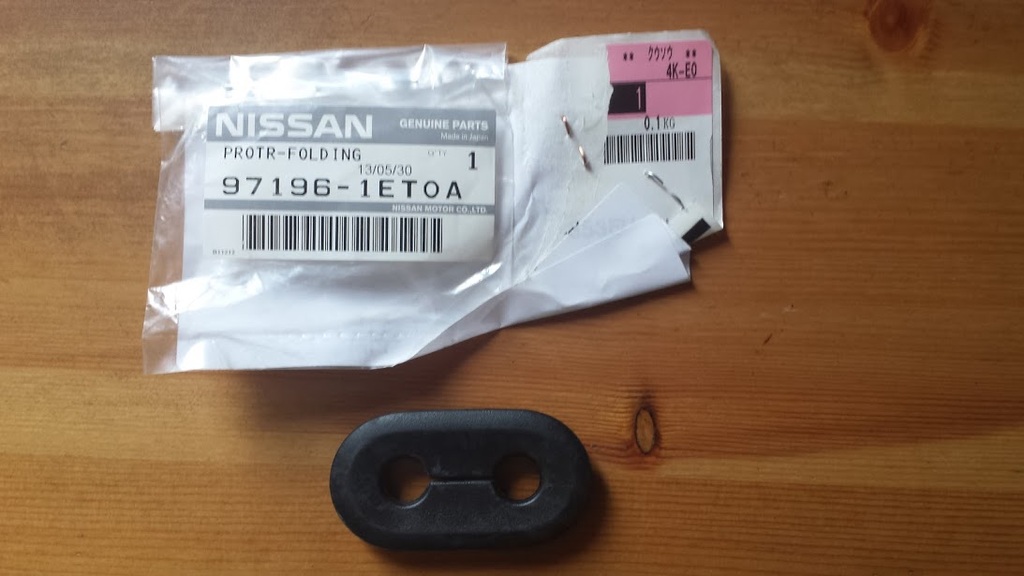 NISSAN GENUINE PARTS
Made in Japan
PROTR-FOLDING QTY 1
13/05/30
97196-1ET0A
NISSAN MOTOR CO.,LTD.
** クウソウ **
4K-E0
1
0.1KG